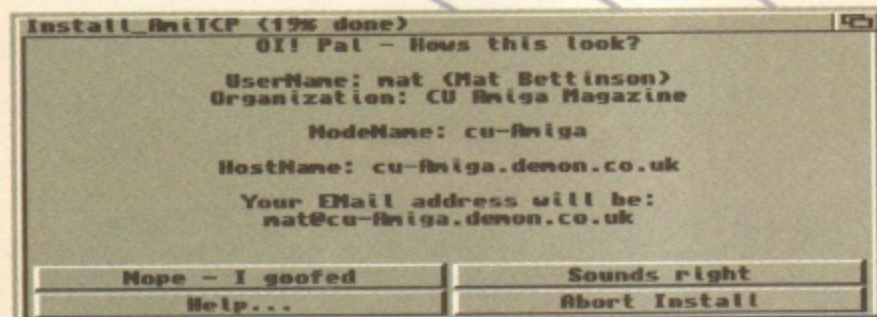 Install_AmiTCP (19% done)
OI! Pal - Hows this look?
UserName: mat (Mat Bettinson)
Organization: CU Amiga Magazine
NodeName: cu-Amiga
HostName: cu-Amiga.demon.co.uk
Your EMail address will be:
mat@cu-Amiga.demon.co.uk
Nope - I goofed
Sounds right
Help...
Abort Install